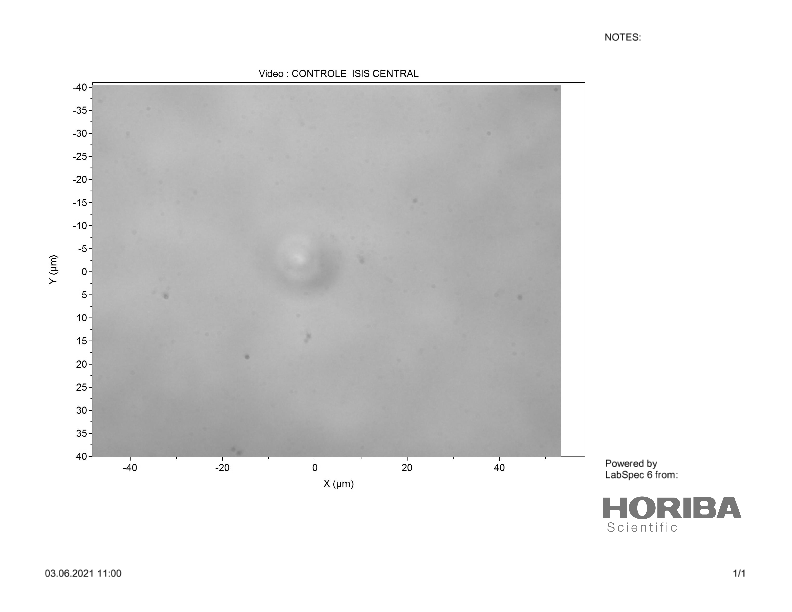 NOTES:
Video : CONTROLE ISIS CENTRAL
-40
-35
-30
-25
-20
-15
-10
-5
0
5
10
15
20
25
30
35
40
Y (µm)
-40 -20 0 20 40
X (µm)
Powered by
LabSpec 6 from:
HORIBA
Scientific
03.06.2021 11:00
1/1